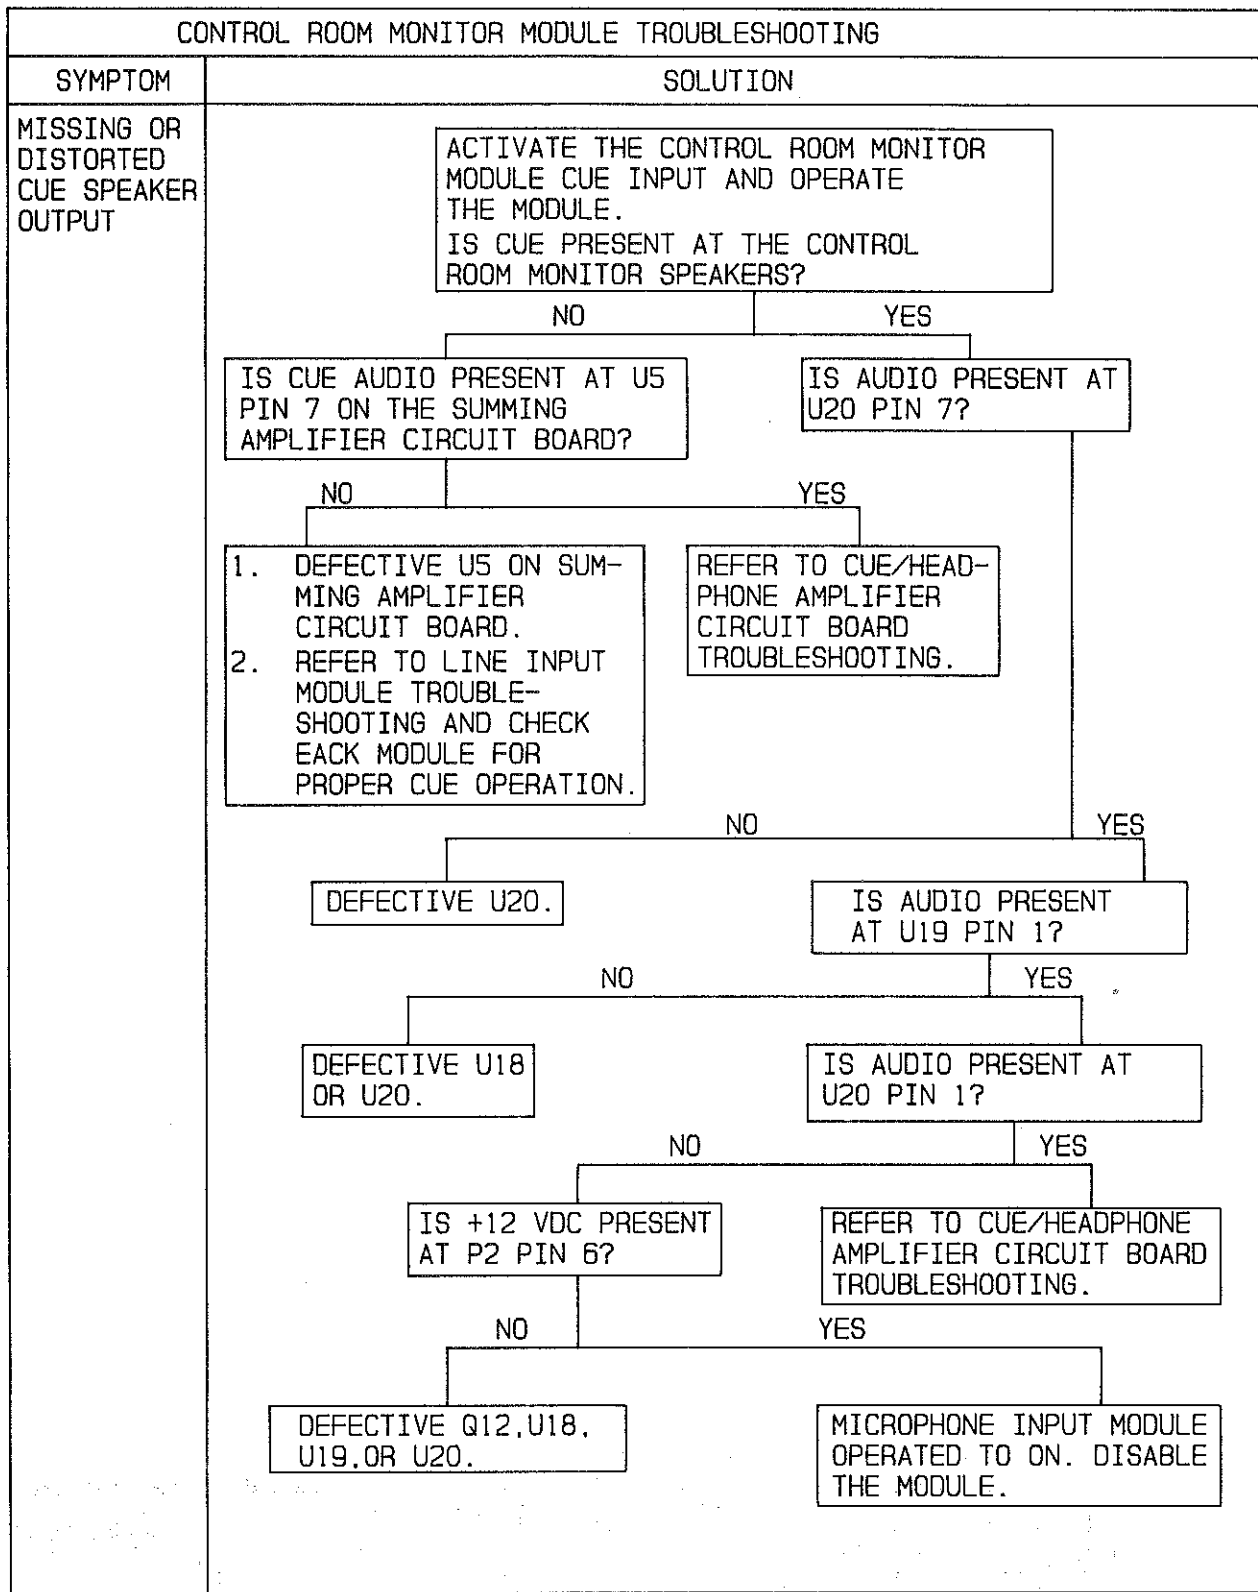 CONTROL ROOM MONITOR MODULE TROUBLESHOOTING
SYMPTOM
SOLUTION
MISSING OR
DISTORTED
CUE SPEAKER
OUTPUT
ACTIVATE THE CONTROL ROOM MONITOR
MODULE CUE INPUT AND OPERATE
THE MODULE.
IS CUE PRESENT AT THE CONTROL
ROOM MONITOR SPEAKERS?
NO
YES
IS CUE AUDIO PRESENT AT U5
PIN 7 ON THE SUMMING
AMPLIFIER CIRCUIT BOARD?
IS AUDIO PRESENT AT
U20 PIN 7?
NO
YES
1. DEFECTIVE U5 ON SUM-
MING AMPLIFIER
CIRCUIT BOARD.
2. REFER TO LINE INPUT
MODULE TROUBLE-
SHOOTING AND CHECK
EACK MODULE FOR
PROPER CUE OPERATION.
REFER TO CUE/HEAD-
PHONE AMPLIFIER
CIRCUIT BOARD
TROUBLESHOOTING.
NO
YES
DEFECTIVE U20.
IS AUDIO PRESENT
AT U19 PIN 1?
NO
YES
DEFECTIVE U18
OR U20.
IS AUDIO PRESENT AT
U20 PIN 1?
NO
YES
IS +12 VDC PRESENT
AT P2 PIN 6?
REFER TO CUE/HEADPHONE
AMPLIFIER CIRCUIT BOARD
TROUBLESHOOTING.
NO
YES
DEFECTIVE Q12,U18,
U19,OR U20.
MICROPHONE INPUT MODULE
OPERATED TO ON. DISABLE
THE MODULE.